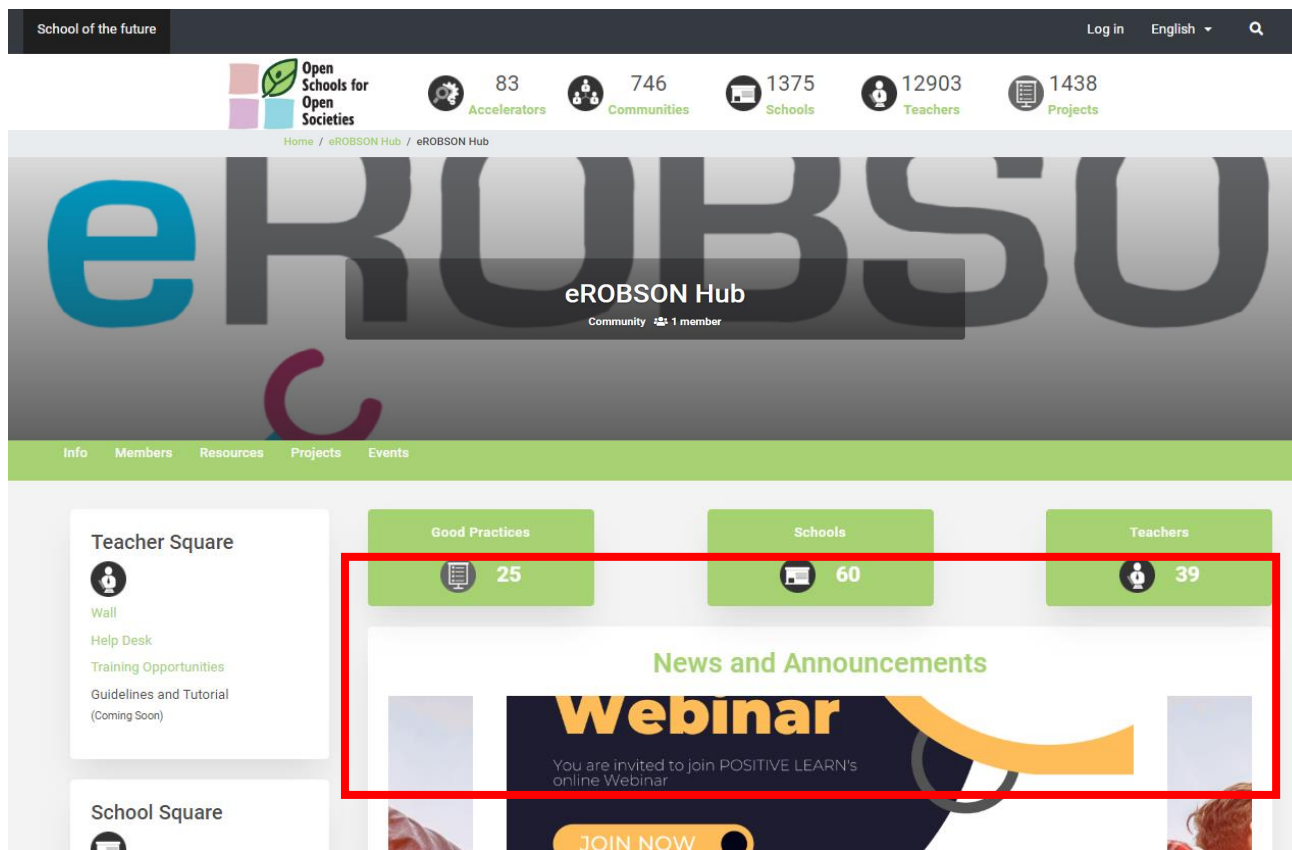 School of the future
Log in English
Open
Schools for
Open
Societies
83
Accelerators
746
Communities
1375
Schools
12903
Teachers
1438
Projects
Home / eROBSON Hub / eROBSON Hub
eROBSO
eROBSON Hub
Community 1 member
Info Members Resources Projects Events
Teacher Square
Wall
Help Desk
Training Opportunities
Guidelines and Tutorial
(Coming Soon)
School Square
Good Practices
25
Schools
60
Teachers
39
News and Announcements
Webinar
You are invited to join POSITIVE LEARN's
online Webinar
JOIN NOW